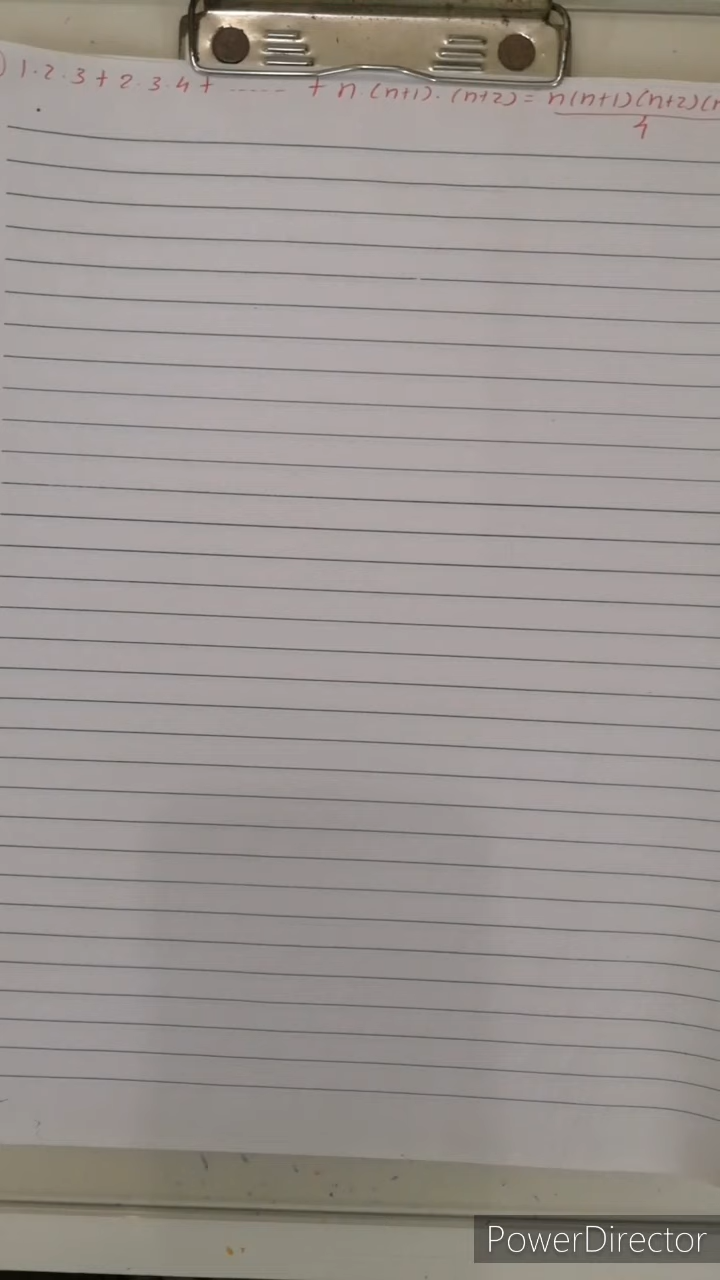 ) 1·2·3 + 2·3·4 + ...... + n·(n+1)·(n+2) = n(n+1)(n+2)(n
4
PowerDirector